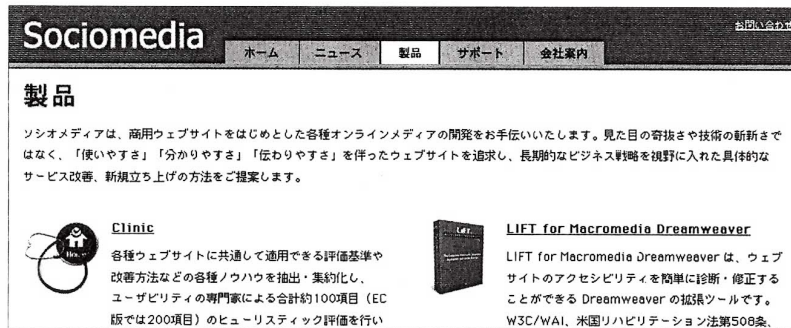 Sociomedia
お問い合わせ
ホーム ニュース 製品 サポート 会社案内
製品
ソシオメディアは、商用ウェブサイトをはじめとした各種オンラインメディアの開発をお手伝いいたします。見た目の奇抜さや技術の斬新さで
はなく、「使いやすさ」「分かりやすさ」「伝わりやすさ」を伴ったウェブサイトを追求し、長期的なビジネス戦略を視野に入れた具体的な
サービス改善、新規立ち上げの方法をご提案します。
Clinic
各種ウェブサイトに共通して適用できる評価基準や
改善方法などの各種ノウハウを抽出・集約化し、
ユーザビリティの専門家による合計約100項目（EC
版では200項目）のヒューリスティック評価を行い
LIFT
LIFT for Macromedia Dreamweaver
LIFT for Macromedia Dreamweaver は、ウェブ
サイトのアクセシビリティを簡単に診断・修正する
ことができる Dreamweaver の拡張ツールです。
W3C/WAI、米国リハビリテーション法第508条、